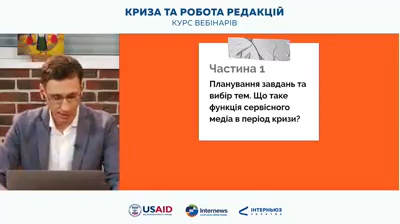 КРИЗА ТА РОБОТА РЕДАКЦІЙ
КУРС ВЕБІНАРІВ
Частина 1
Планування завдань та
вибір тем. Що таке
функція сервісного
медіа в період кризи?
USAID
Internews
ІНТЕРНЬЮЗ